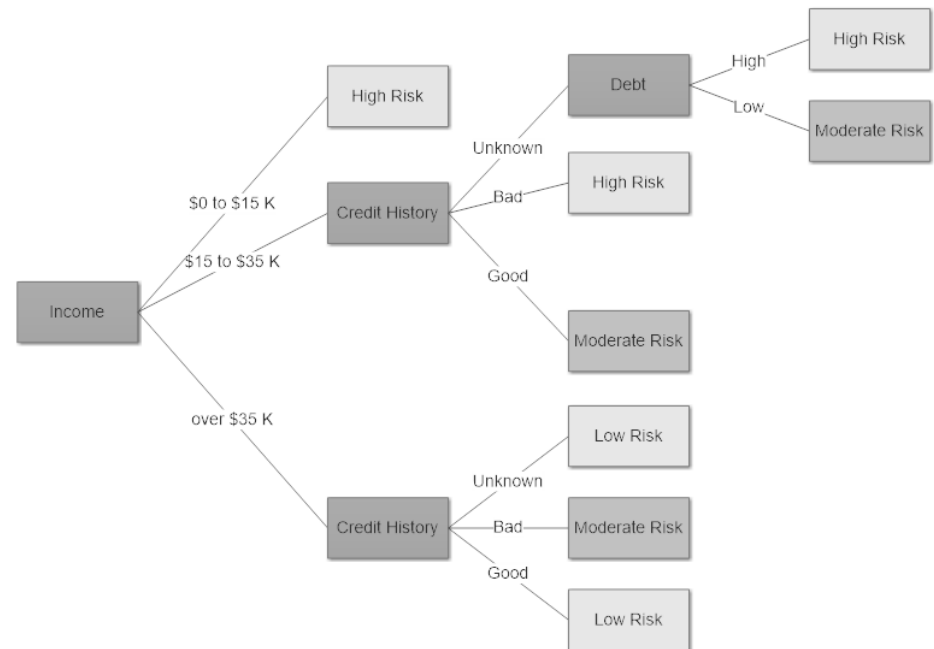 High Risk
High
Debt
High Risk
Low
Moderate Risk
Unknown
High Risk
Bad
$0 to $15 K
Credit History
$15 to $35 K
Good
Income
Moderate Risk
over $35 K
Low Risk
Unknown
Credit History
Bad
Moderate Risk
Good
Low Risk